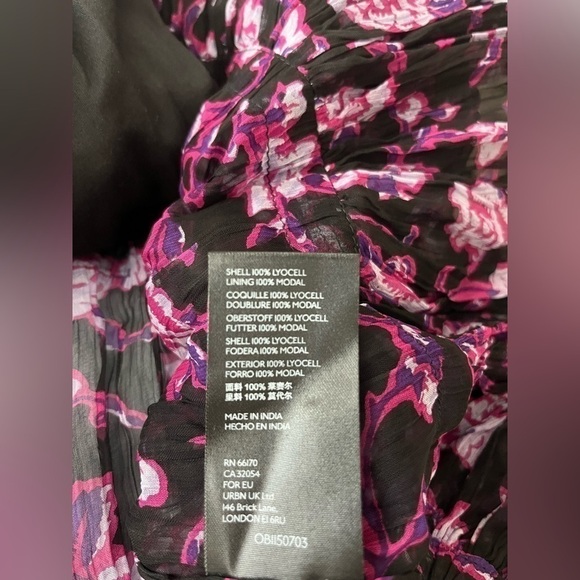 SHELL 100% LYOCELL
LINING 100% MODAL
COQUILLE 100% LYOCELL
DOUBLURE 100% MODAL
OBERSTOFF 100% LYOCELL
FUTTER 100% MODAL
SHELL 100% LYOCELL
FODERA 100% MODAL
EXTERIOR 100% LYOCELL
FORRO 100% MODAL
面料 100% 莱赛尔
里料 100% 莫代尔
MADE IN INDIA
HECHO EN INDIA
RN 66170
CA 32054
FOR EU
URBN UK Ltd
146 Brick Lane,
LONDON E1 6RU
OB1150703